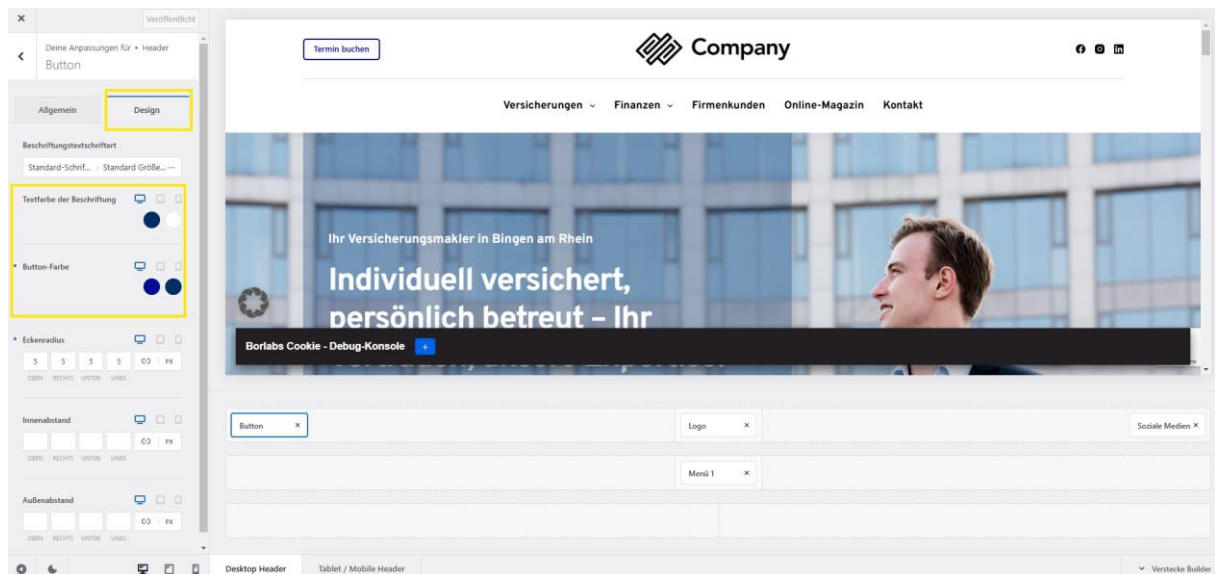 Veröffentlicht
Deine Anpassungen für • Header
Button
Allgemein
Design
Beschriftungstextschriftart
Standard-Schrif... / Standard Größe...
Textfarbe der Beschriftung
Button-Farbe
Eckenradius
5 5 5 5 PX
OBEN RECHTS UNTEN LINKS
Innenabstand
PX
OBEN RECHTS UNTEN LINKS
Außenabstand
PX
OBEN RECHTS UNTEN LINKS
Termin buchen
Company
Versicherungen Finanzen Firmenkunden Online-Magazin Kontakt
Ihr Versicherungsmakler in Bingen am Rhein
Individuell versichert,
persönlich betreut – Ihr
Borlabs Cookie - Debug-Konsole +
Button ×
Logo ×
Soziale Medien ×
Menü 1 ×
Desktop Header
Tablet / Mobile Header
Verstecke Builder